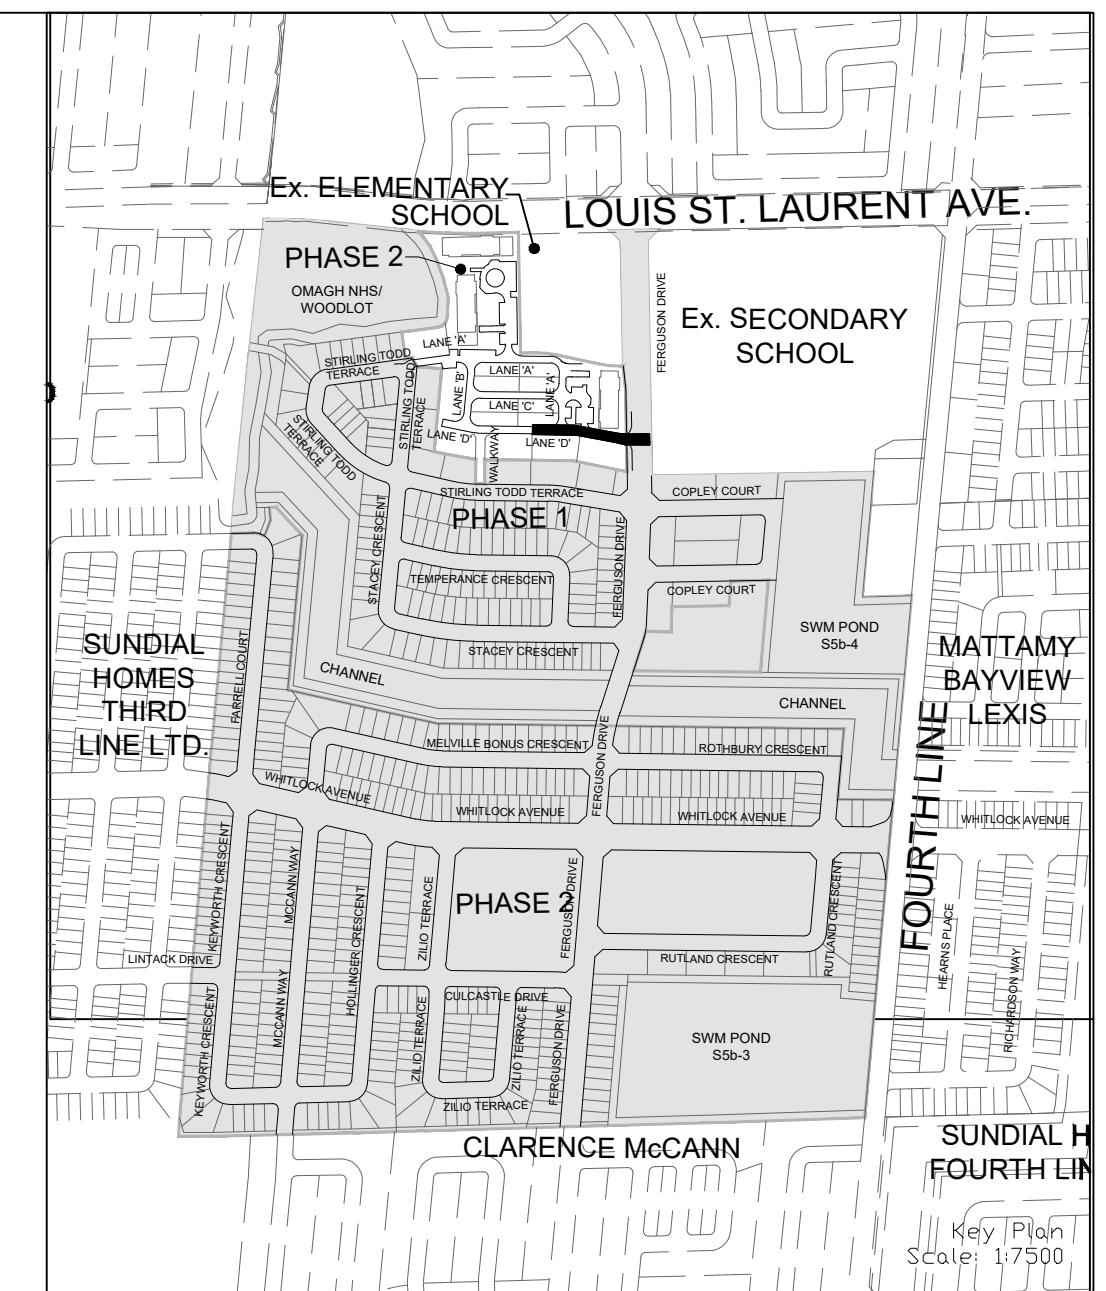 Ex. ELEMENTARY
SCHOOL
LOUIS ST. LAURENT AVE.
PHASE 2
OMAGH NHS/
WOODLOT
FERGUSON DRIVE
Ex. SECONDARY
SCHOOL
LANE 'A'
STIRLING TODD
TERRACE
LANE 'A'
LANE 'B'
LANE 'A'
LANE 'C'
STIRLING TODD
TERRACE
STIRLING TODD
TERRACE
LANE 'D'
WALKWAY
LANE 'D'
STIRLING TODD TERRACE
COPLEY COURT
PHASE 1
STACEY CRESCENT
FERGUSON DRIVE
TEMPERANCE CRESCENT
COPLEY COURT
SWM POND
S5b-4
STACEY CRESCENT
SUNDIAL
HOMES
THIRD
LINE LTD.
FARRELL COURT
CHANNEL
CHANNEL
MATTAMY
BAYVIEW
LEXIS
MELVILLE BONUS CRESCENT
FERGUSON DRIVE
ROTHBURY CRESCENT
FOURTH LINE
WHITLOCK AVENUE
WHITLOCK AVENUE
WHITLOCK AVENUE
WHITLOCK AVENUE
KEYWORTH CRESCENT
MCCANN WAY
HOLLINGER CRESCENT
ZILIO TERRACE
PHASE 2
FERGUSON DRIVE
RUTLAND CRESCENT
HEARNS PLACE
RICHARDSON WAY
LINTACK DRIVE
RUTLAND CRESCENT
KEYWORTH CRESCENT
MCCANN WAY
ZILIO TERRACE
CULCASTLE DRIVE
ZILIO TERRACE
FERGUSON DRIVE
SWM POND
S5b-3
ZILIO TERRACE
CLARENCE McCANN
SUNDIAL H
FOURTH LIN
Key Plan
Scale: 1:7500